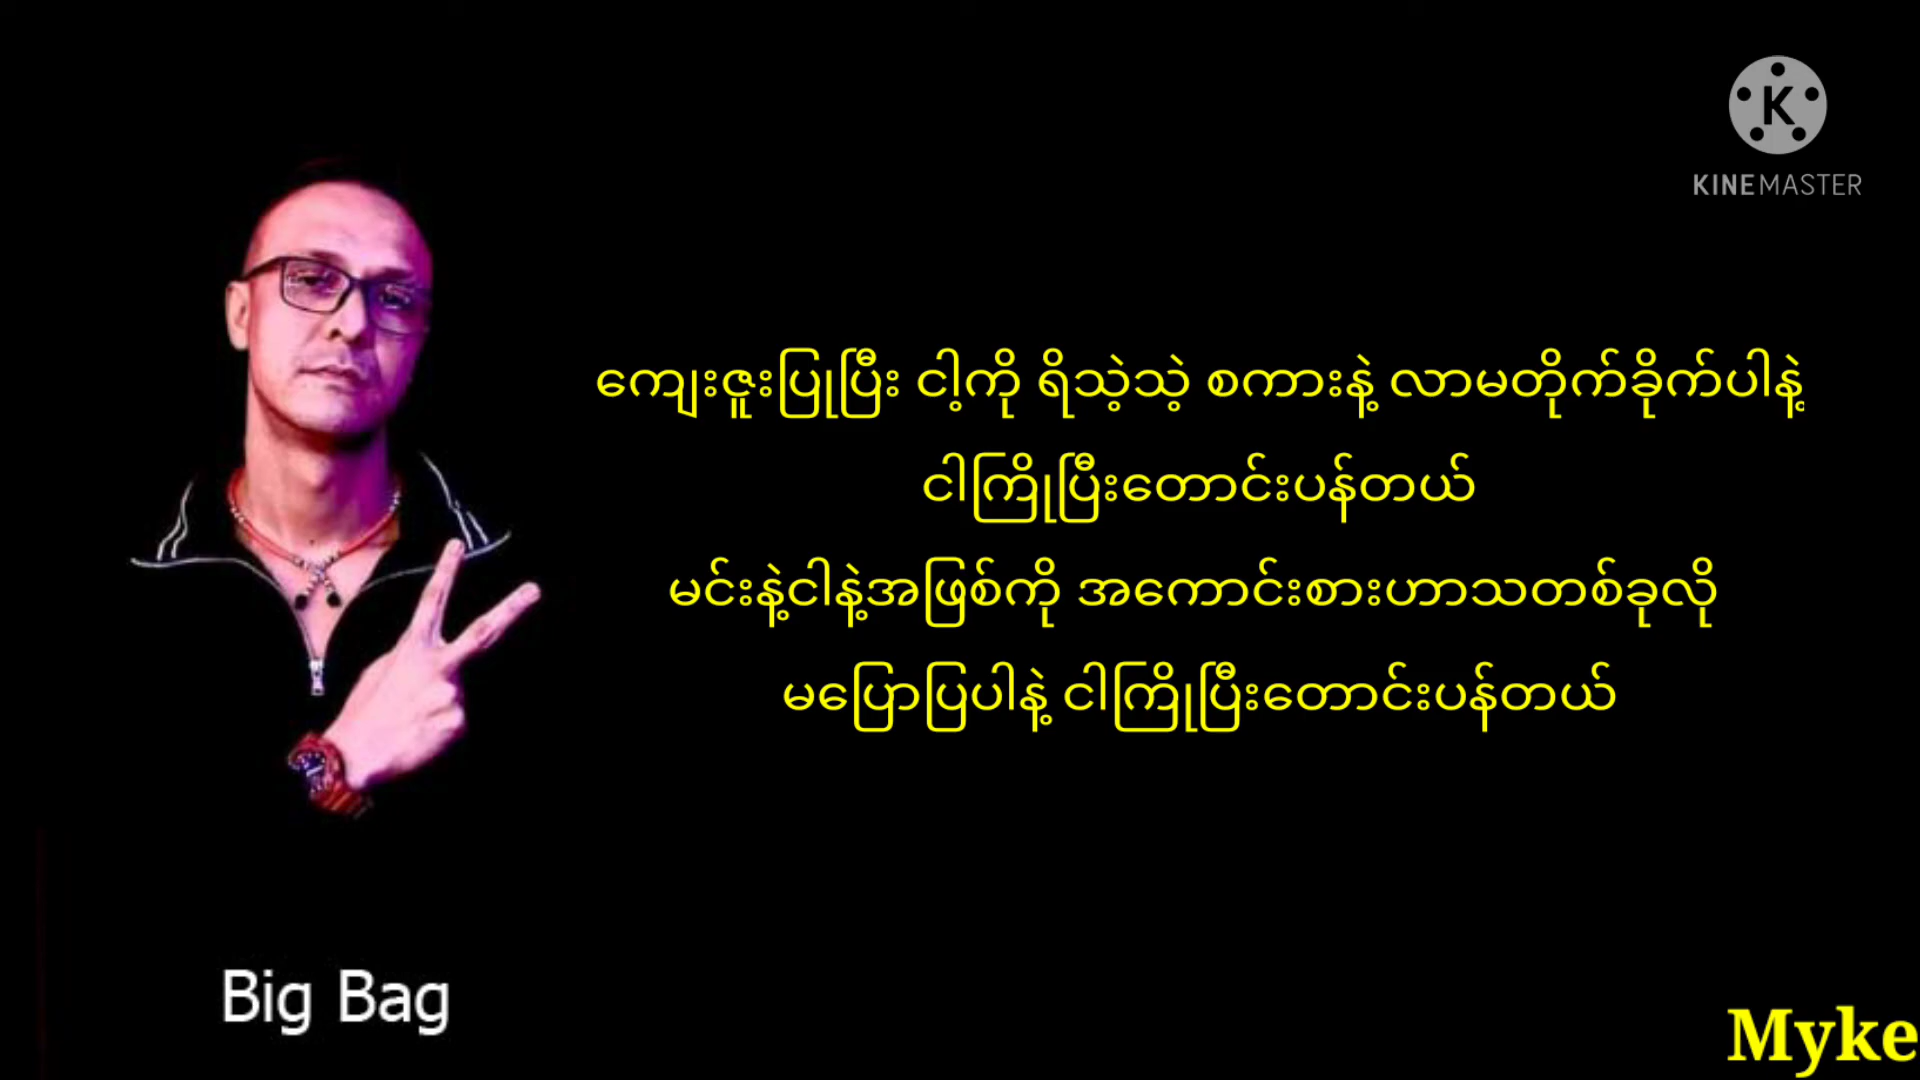 KINEMASTER
ကျေးဇူးပြုပြီး ငါ့ကို ရိသဲ့သဲ့ စကားနဲ့ လာမတိုက်ခိုက်ပါနဲ့
ငါကြိုပြီးတောင်းပန်တယ်
မင်းနဲ့ငါနဲ့အဖြစ်ကို အကောင်းစားဟာသတစ်ခုလို
မပြောပြပါနဲ့ ငါကြိုပြီးတောင်းပန်တယ်
Big Bag
Myke